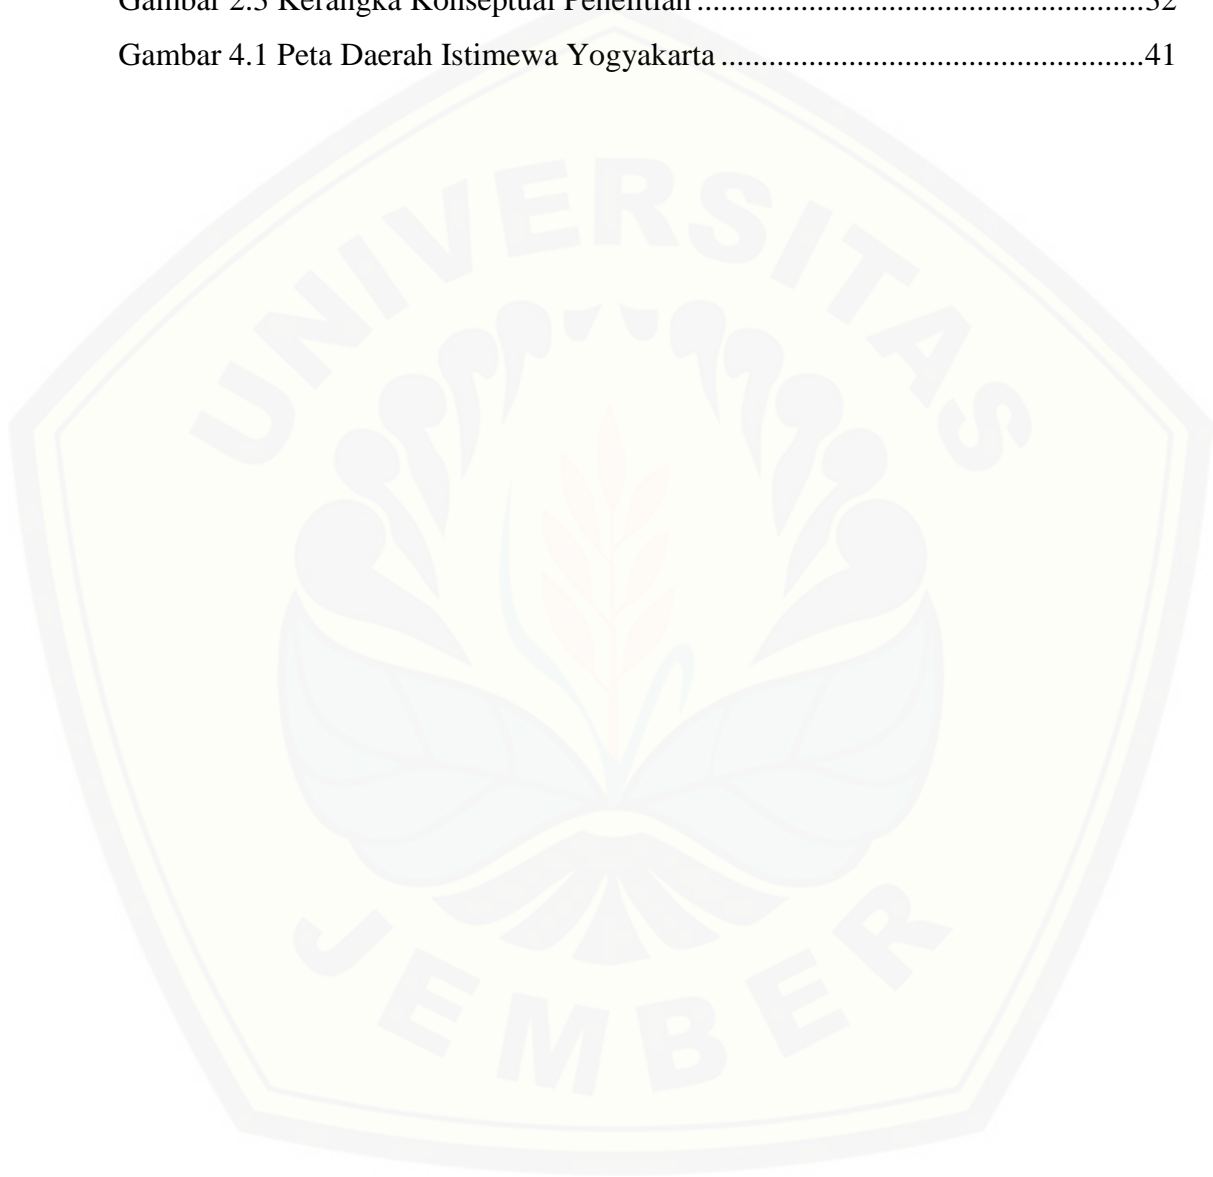 Gambar 2.3 Kerangka Konseptual Penelitian ........................................................32
Gambar 4.1 Peta Daerah Istimewa Yogyakarta .....................................................41
UNIVERSITAS
JEMBER